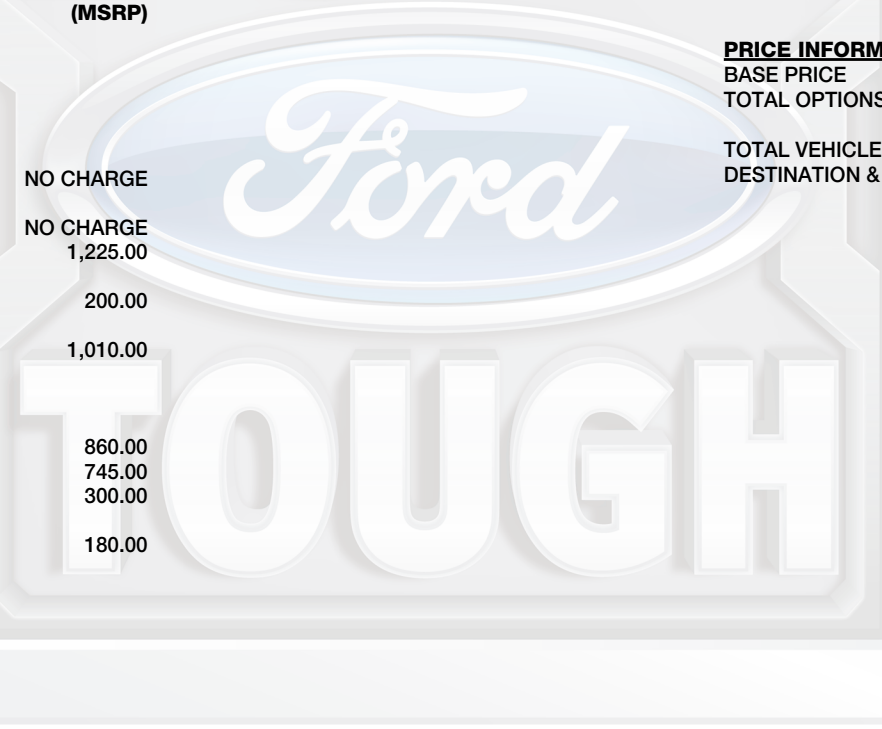 (MSRP)
NO CHARGE
NO CHARGE
1,225.00
200.00
1,010.00
860.00
745.00
300.00
180.00
PRICE INFORM
BASE PRICE
TOTAL OPTIONS
TOTAL VEHICLE
DESTINATION &
Ford
TOUGH